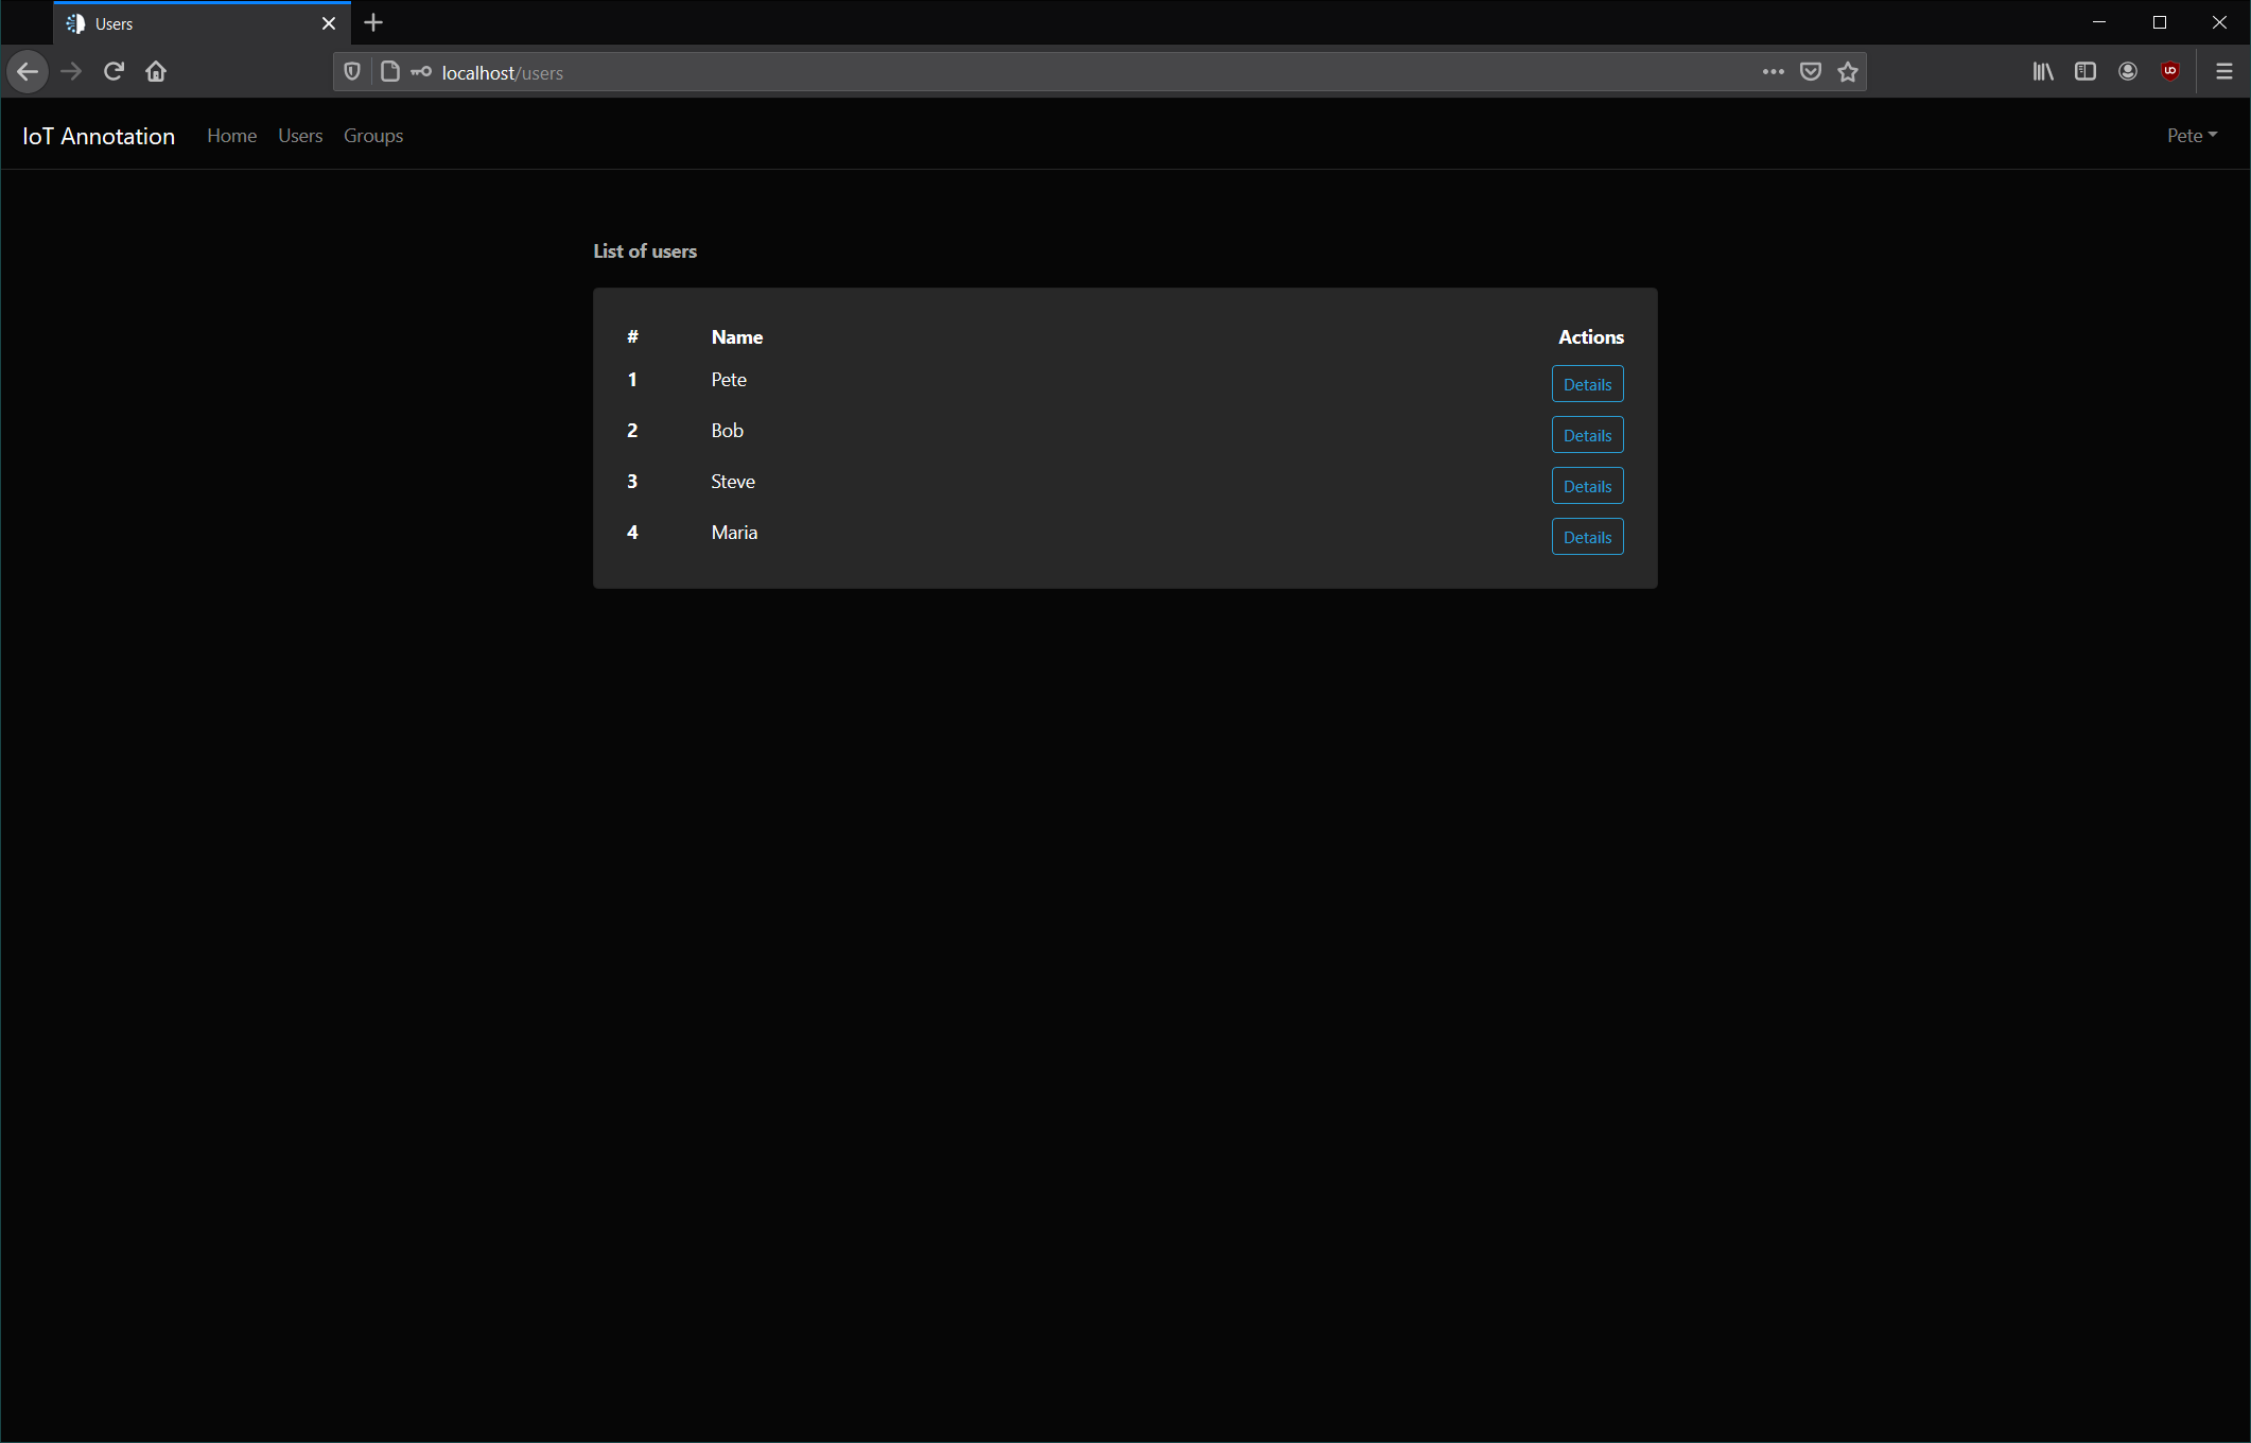 Users
localhost/users
IoT Annotation Home Users Groups Pete
List of users
# Name Actions
1 Pete Details
2 Bob Details
3 Steve Details
4 Maria Details